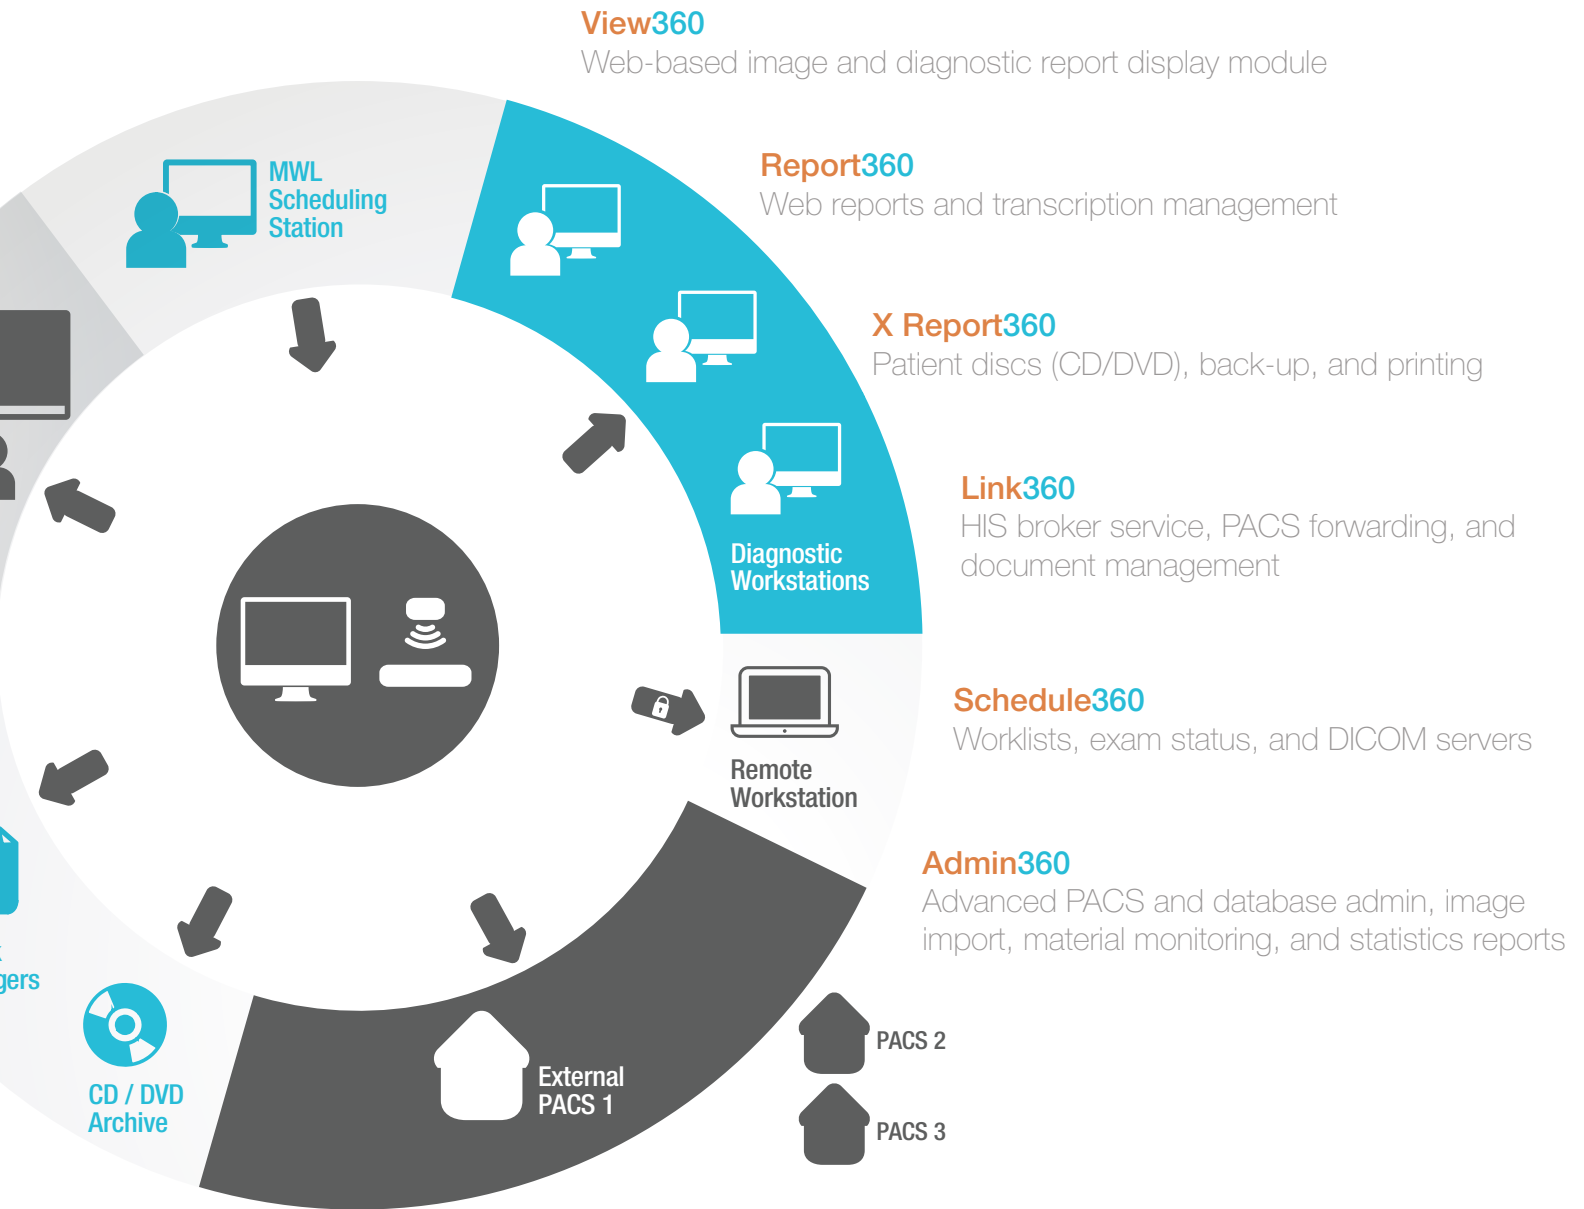 View360
Web-based image and diagnostic report display module
MWL
Scheduling
Station
Report360
Web reports and transcription management
X Report360
Patient discs (CD/DVD), back-up, and printing
Link360
HIS broker service, PACS forwarding, and
document management
Diagnostic
Workstations
Schedule360
Worklists, exam status, and DICOM servers
Remote
Workstation
Admin360
Advanced PACS and database admin, image
import, material monitoring, and statistics reports
gers
PACS 2
External
PACS 1
CD / DVD
Archive
PACS 3